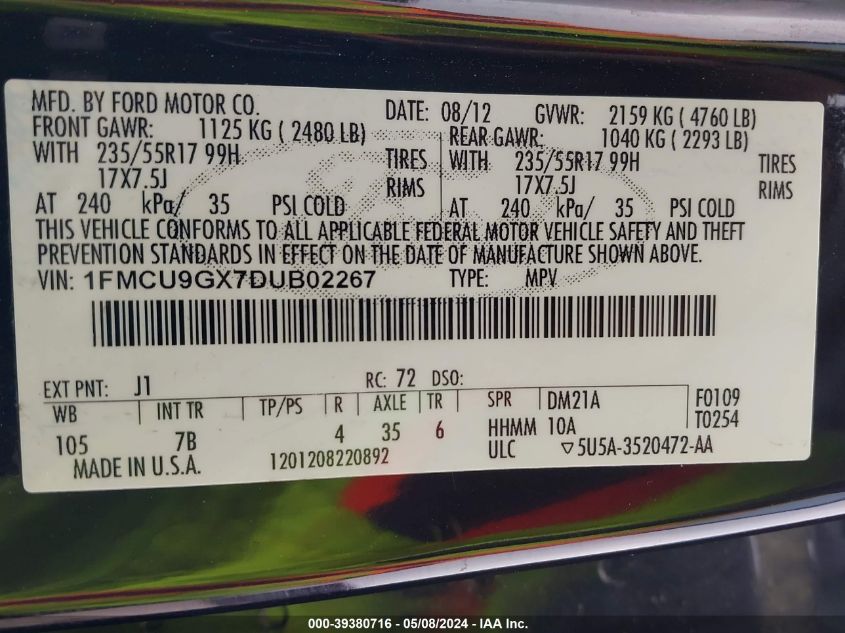 MFD. BY FORD MOTOR CO. DATE: 08/12 GVWR: 2159 KG ( 4760 LB)
FRONT GAWR: 1125 KG ( 2480 LB) REAR GAWR: 1040 KG ( 2293 LB)
WITH 235/55R17 99H TIRES WITH 235/55R17 99H TIRES
17X7.5J RIMS 17X7.5J RIMS
AT 240 kPa/ 35 PSI COLD AT 240 kPa/ 35 PSI COLD
THIS VEHICLE CONFORMS TO ALL APPLICABLE FEDERAL MOTOR VEHICLE SAFETY AND THEFT
PREVENTION STANDARDS IN EFFECT ON THE DATE OF MANUFACTURE SHOWN ABOVE.
VIN: 1FMCU9GX7DUB02267 TYPE: MPV
EXT PNT: J1 RC: 72 DSO:
WB INT TR TP/PS R AXLE TR SPR DM21A F0109
105 7B 4 35 6 HHMM 10A T0254
MADE IN U.S.A. 1201208220892 ULC ▽5U5A-3520472-AA
000-39380716 — 05/08/2024 — IAA Inc.